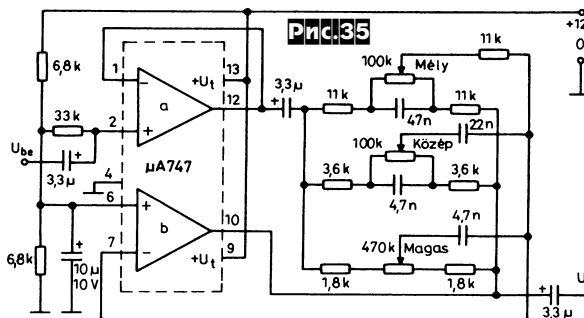 Рис.35
+12
0
6,8k
1
+Ut
13
12
a
2
33k
Ube
3,3µ
3,3µ
11k
100k
Mély
11k
47n
11k
22n
100k
Közép
3,6k
4,7n
3,6k
4,7n
470k
Magas
1,8k
1,8k
µA747
4
6
b
10
7
+Ut
9
6,8k
10µ
10V
3,3µ
U